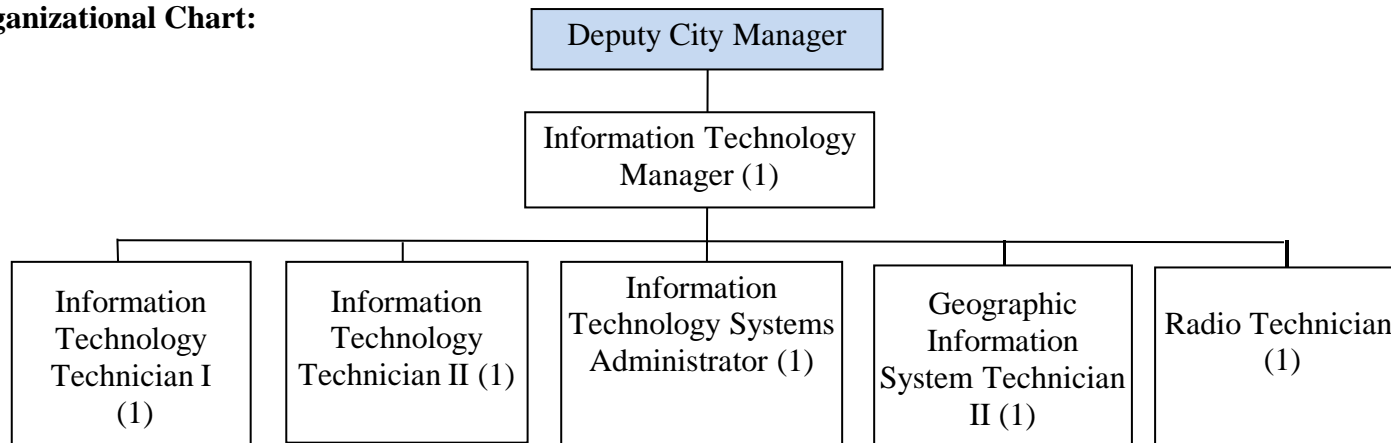 ganizational Chart:
Deputy City Manager
Information Technology
Manager (1)
Information
Technology
Technician I
(1)
Information
Technology
Technician II (1)
Information
Technology Systems
Administrator (1)
Geographic
Information
System Technician
II (1)
Radio Technician
(1)